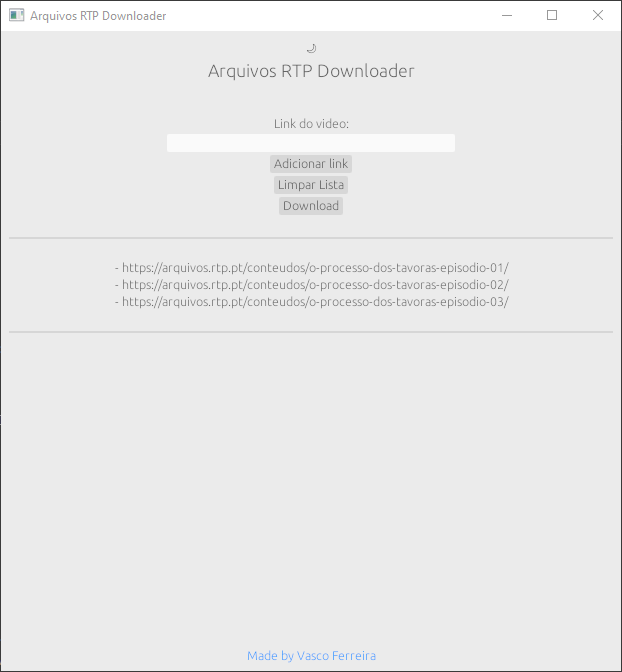 Arquivos RTP Downloader
Arquivos RTP Downloader
Link do video:
Adicionar link
Limpar Lista
Download
- https://arquivos.rtp.pt/conteudos/o-processo-dos-tavoras-episodio-01/
- https://arquivos.rtp.pt/conteudos/o-processo-dos-tavoras-episodio-02/
- https://arquivos.rtp.pt/conteudos/o-processo-dos-tavoras-episodio-03/
Made by Vasco Ferreira